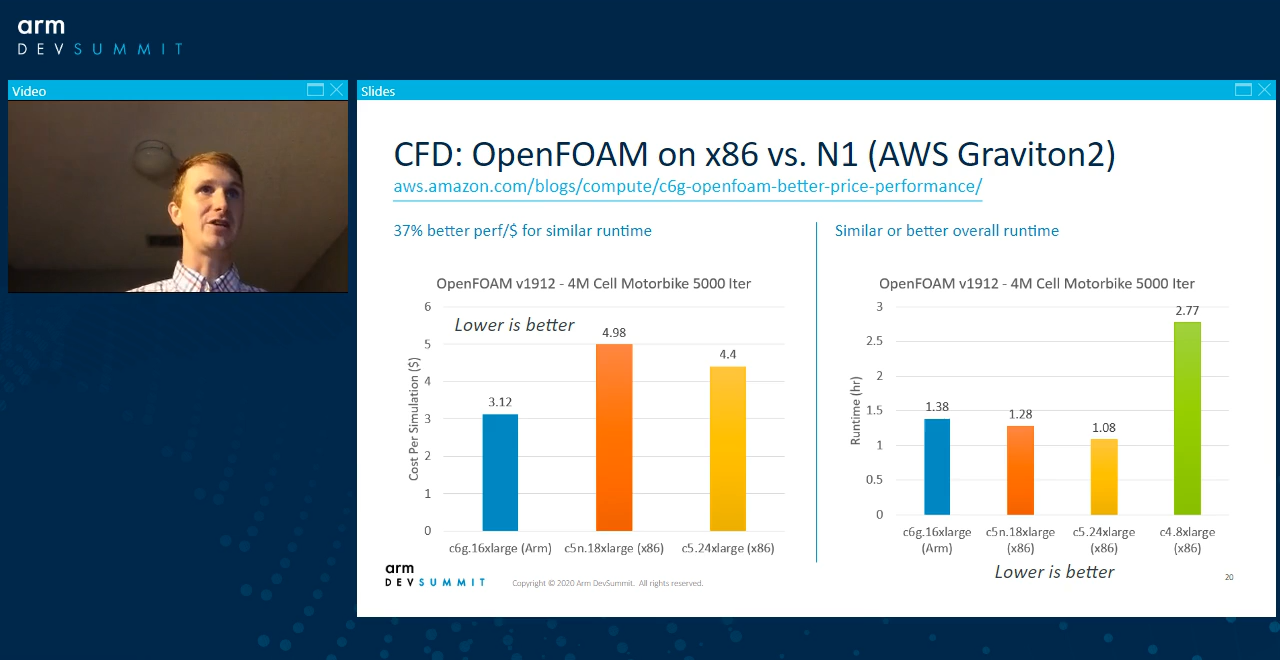 arm
DEVSUMMIT
Video
Slides
CFD: OpenFOAM on x86 vs. N1 (AWS Graviton2)
aws.amazon.com/blogs/compute/c6g-openfoam-better-price-performance/
37% better perf/$ for similar runtime
OpenFOAM v1912 - 4M Cell Motorbike 5000 Iter
Lower is better
Cost Per Simulation ($)
6
5
4
3
2
1
0
3.12
4.98
4.4
c6g.16xlarge (Arm)
c5n.18xlarge (x86)
c5.24xlarge (x86)
Similar or better overall runtime
OpenFOAM v1912 - 4M Cell Motorbike 5000 Iter
Runtime (hr)
3
2.5
2
1.5
1
0.5
0
1.38
1.28
1.08
2.77
c6g.16xlarge
(Arm)
c5n.18xlarge
(x86)
c5.24xlarge
(x86)
c4.8xlarge
(x86)
Lower is better
arm
DEVSUMMIT
Copyright © 2020 Arm DevSummit. All rights reserved.
20